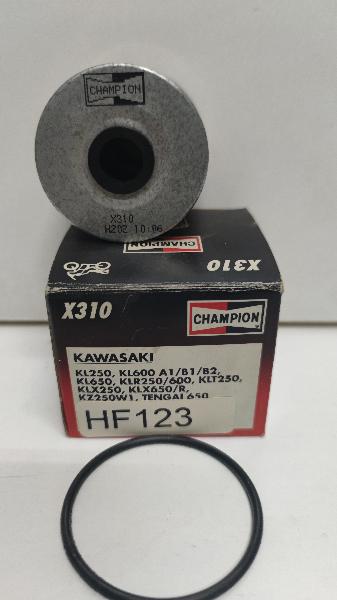 CHAMPION
X310
H202 10:06
CHAMPION
X310
X310
CHAMPION
KAWASAKI
KL250, KL600 A1/B1/B2,
KL650, KLR250/600, KLT250,
KLX250, KLX650/R,
KZ250W1, TENGAI 650
HF123